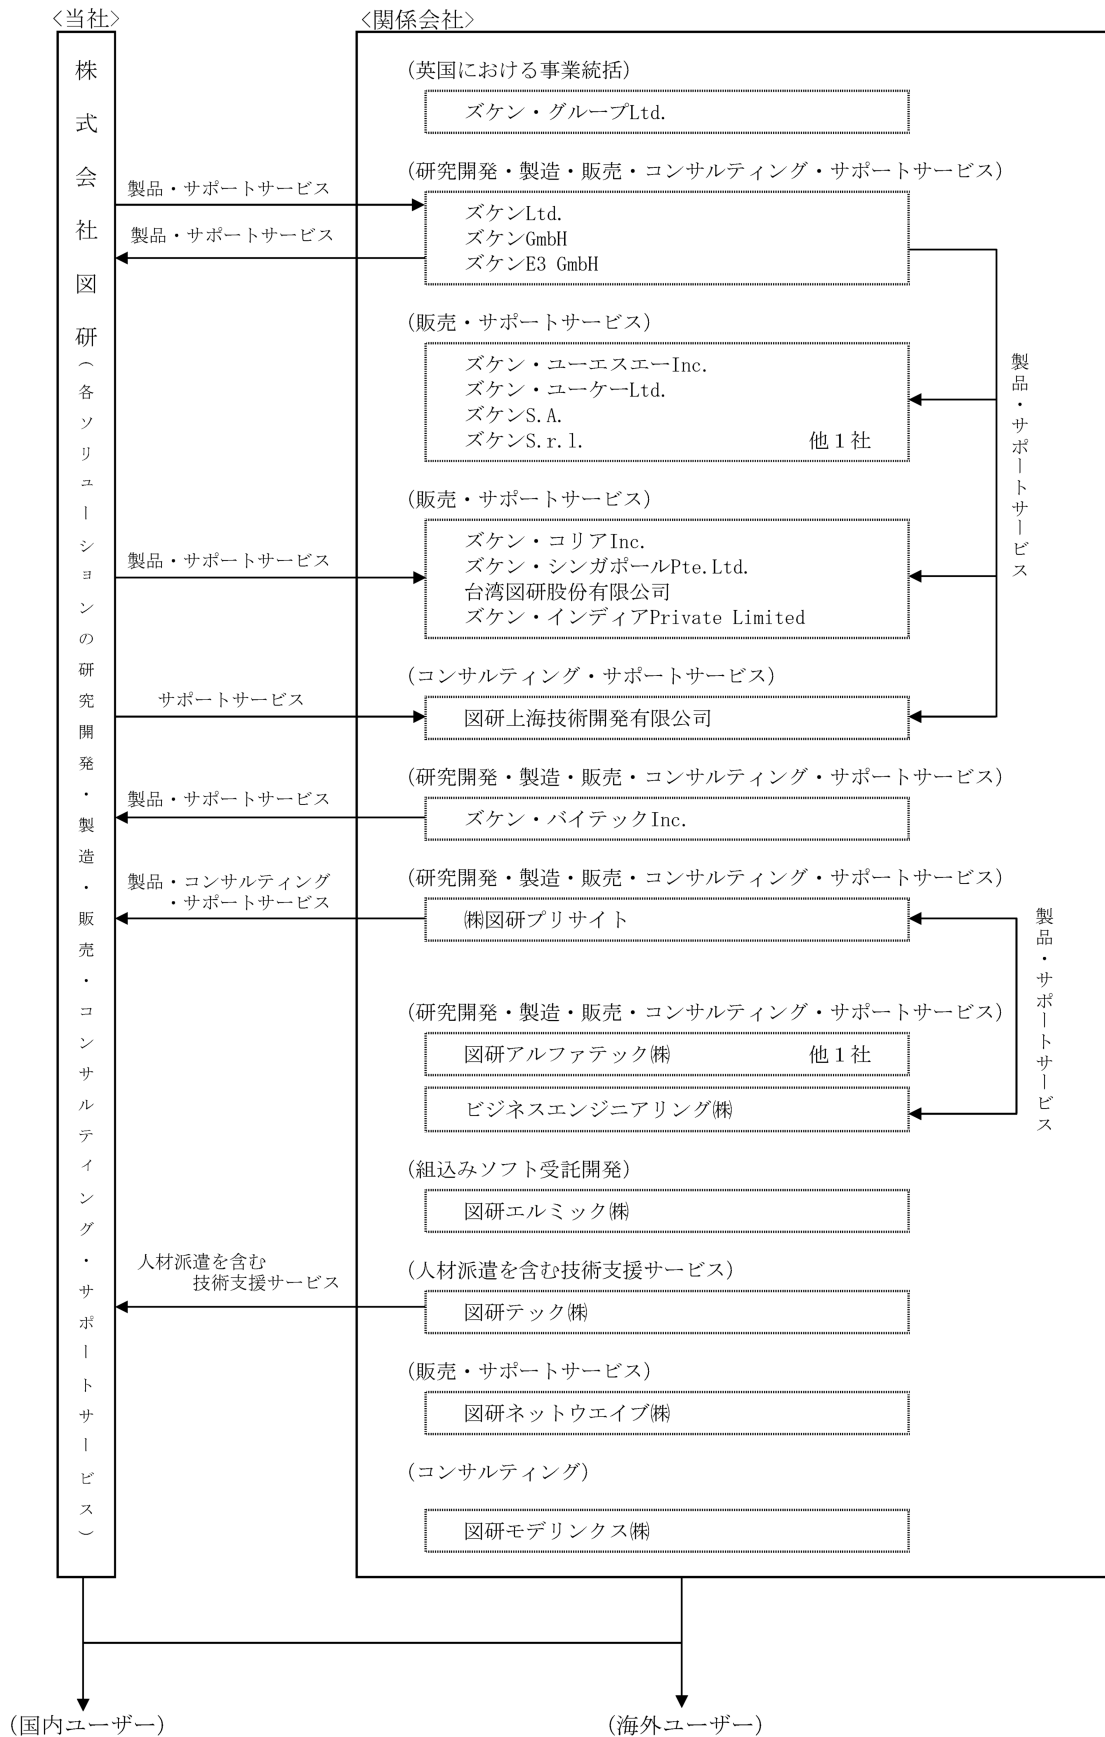 <当社>
株式会社図研(各ソリューションの研究開発・製造・販売・コンサルティング・サポートサービス)
<関係会社>
(英国における事業統括)
ズケン・グループLtd.
(研究開発・製造・販売・コンサルティング・サポートサービス)
製品・サポートサービス
製品・サポートサービス
ズケンLtd.
ズケンGmbH
ズケンE3 GmbH
製品・サポートサービス
(販売・サポートサービス)
ズケン・ユーエスエーInc.
ズケン・ユーケーLtd.
ズケンS.A.
ズケンS.r.l. 他1社
(販売・サポートサービス)
製品・サポートサービス
ズケン・コリアInc.
ズケン・シンガポールPte.Ltd.
台湾図研股份有限公司
ズケン・インディアPrivate Limited
(コンサルティング・サポートサービス)
サポートサービス
図研上海技術開発有限公司
(研究開発・製造・販売・コンサルティング・サポートサービス)
製品・サポートサービス
ズケン・バイテックInc.
(研究開発・製造・販売・コンサルティング・サポートサービス)
製品・コンサルティング
・サポートサービス
㈱図研プリサイト
製品・サポートサービス
(研究開発・製造・販売・コンサルティング・サポートサービス)
図研アルファテック㈱ 他1社
ビジネスエンジニアリング㈱
(組込みソフト受託開発)
図研エルミック㈱
(人材派遣を含む技術支援サービス)
人材派遣を含む
技術支援サービス
図研テック㈱
(販売・サポートサービス)
図研ネットウエイブ㈱
(コンサルティング)
図研モデリンクス㈱
(国内ユーザー)
(海外ユーザー)